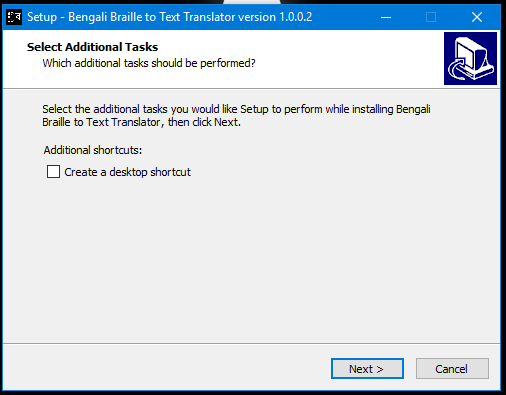 Setup - Bengali Braille to Text Translator version 1.0.0.2
Select Additional Tasks
Which additional tasks should be performed?
Select the additional tasks you would like Setup to perform while installing Bengali
Braille to Text Translator, then click Next.
Additional shortcuts:
Create a desktop shortcut
Next >
Cancel